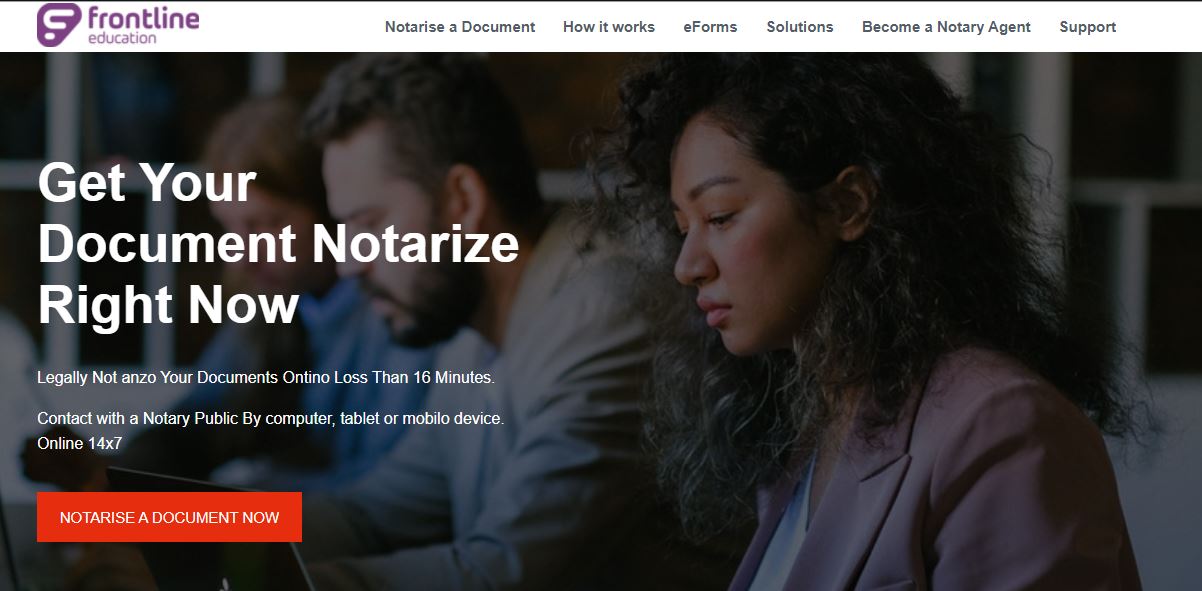 frontline
education
Notarise a Document How it works eForms Solutions Become a Notary Agent Support
Get Your
Document Notarize
Right Now
Legally Not anzo Your Documents Ontino Loss Than 16 Minutes.
Contact with a Notary Public By computer, tablet or mobilo device.
Online 14x7
NOTARISE A DOCUMENT NOW